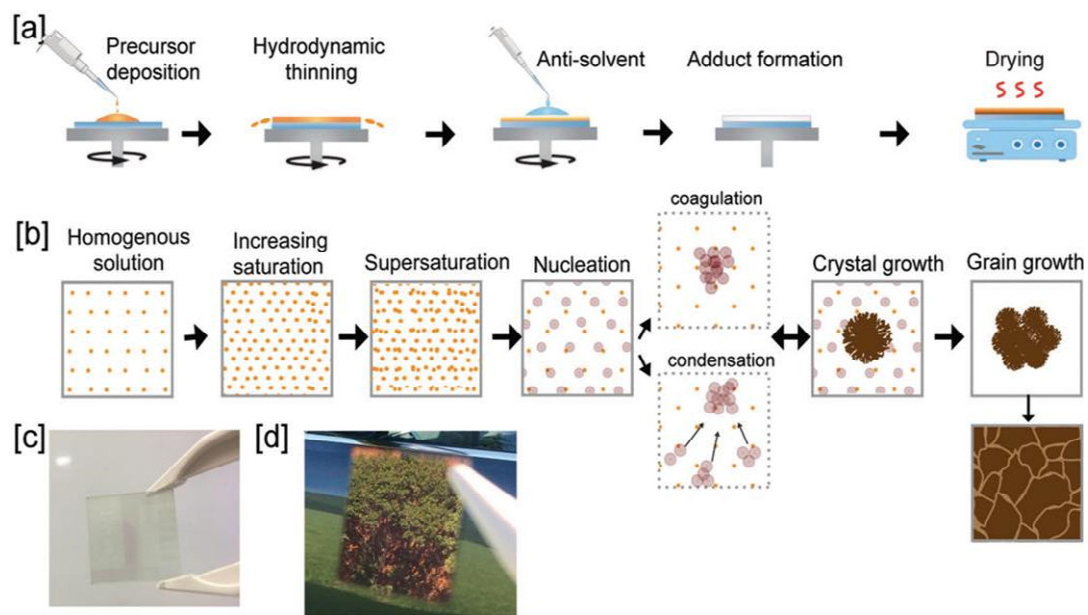 [a]
Precursor
deposition
Hydrodynamic
thinning
Anti-solvent
Adduct formation
Drying
[b]
Homogenous
solution
Increasing
saturation
Supersaturation
Nucleation
coagulation
condensation
Crystal growth
Grain growth
[c]
[d]